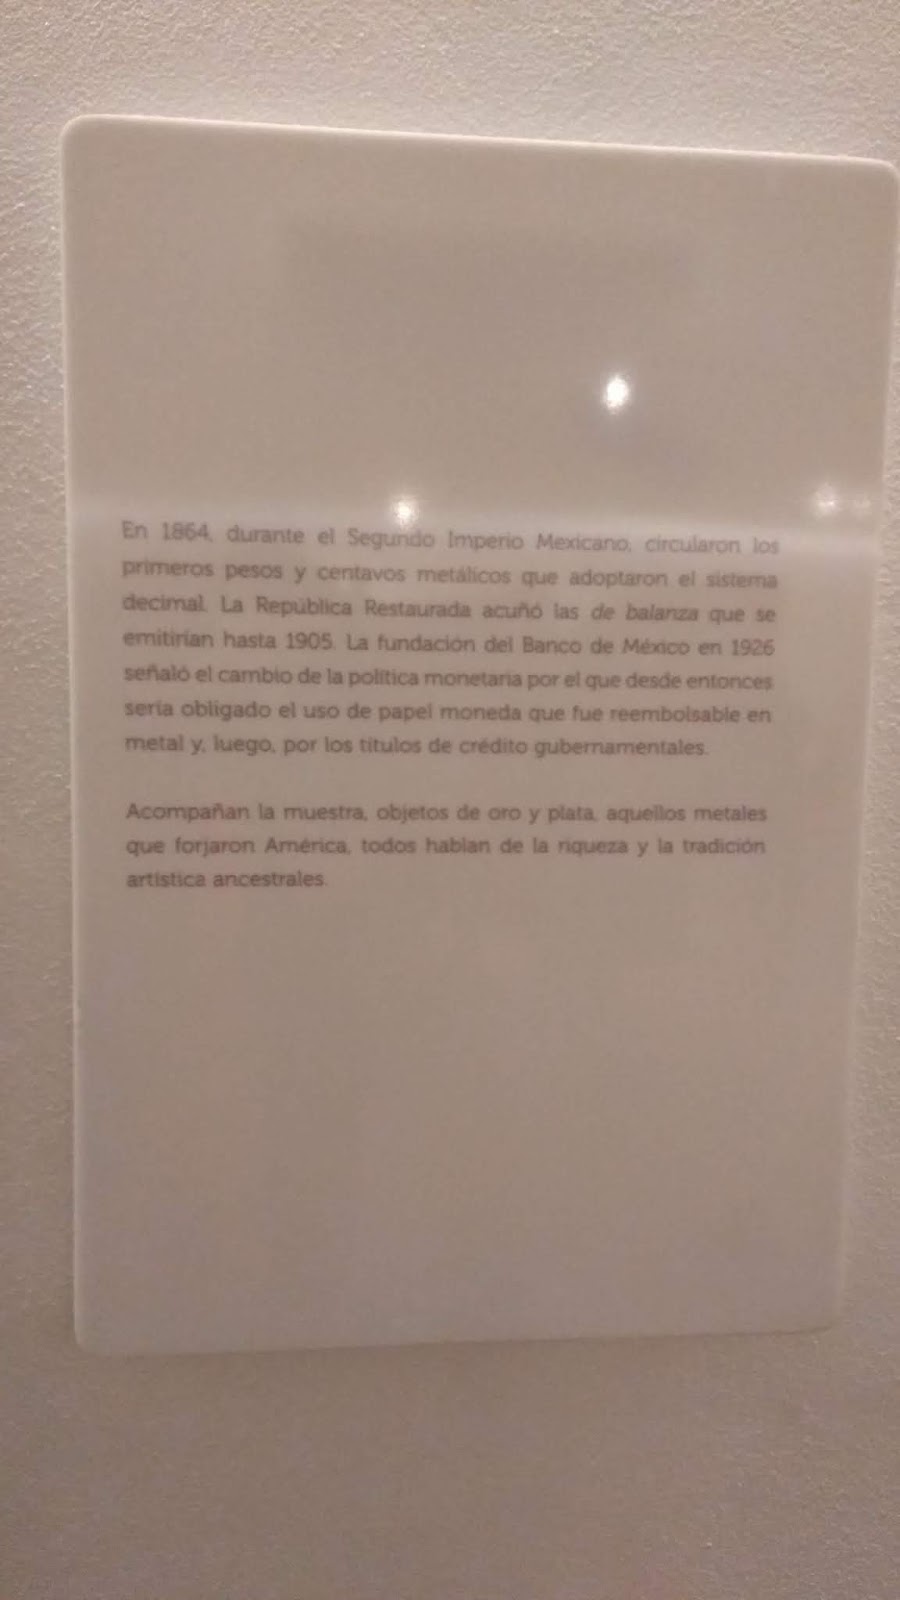 En 1864, durante el Segundo Imperio Mexicano, circularon los
primeros pesos y centavos metálicos que adoptaron el sistema
decimal. La República Restaurada acuñó las de balanza que se
emitirían hasta 1905. La fundación del Banco de México en 1926
señaló el cambio de la política monetaria por el que desde entonces
sería obligado el uso de papel moneda que fue reembolsable en
metal y, luego, por los títulos de crédito gubernamentales.
Acompañan la muestra, objetos de oro y plata, aquellos metales
que forjaron América, todos hablan de la riqueza y la tradición
artística ancestrales.